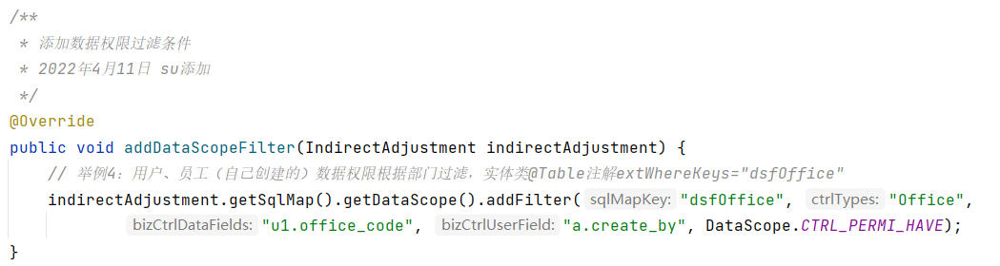 /**
 * 添加数据权限过滤条件
 * 2022年4月11日 su添加
 */
@Override
public void addDataScopeFilter(IndirectAdjustment indirectAdjustment) {
    // 举例4：用户、员工（自己创建的）数据权限根据部门过滤，实体类@Table注解extWhereKeys="dsfOffice"
    indirectAdjustment.getSqlMap().getDataScope().addFilter( sqlMapKey: "dsfOffice", ctrlTypes: "Office",
            bizCtrlDataFields: "u1.office_code", bizCtrlUserField: "a.create_by", DataScope.CTRL_PERMI_HAVE);
}